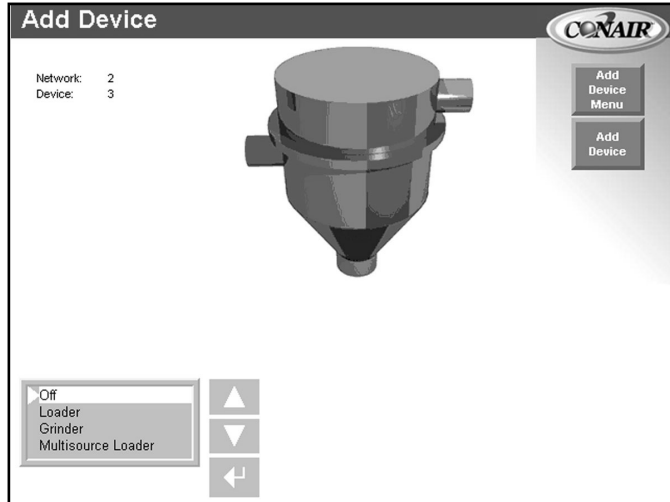 Add Device
CONAIR
Network: 2
Device: 3
Add
Device
Menu
Add
Device
Off
Loader
Grinder
Multisource Loader